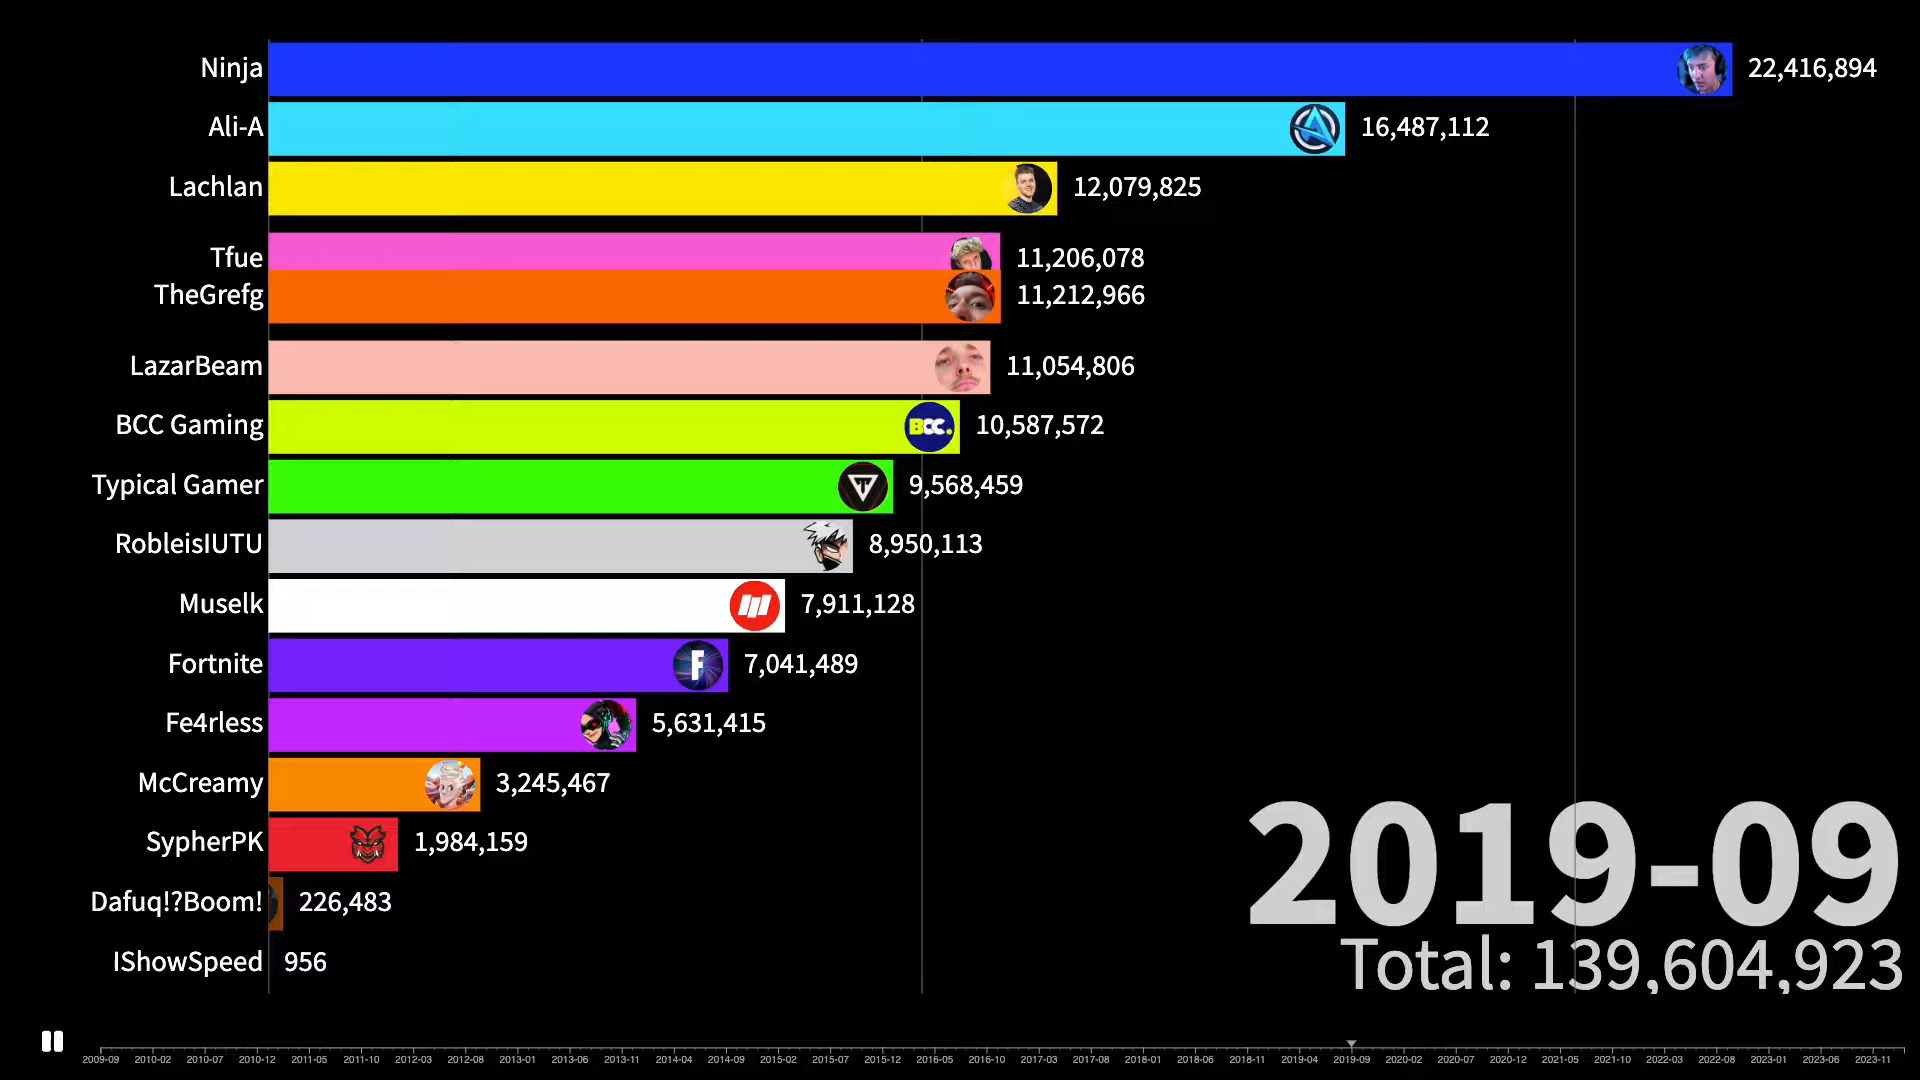 Ninja 22,416,894
Ali-A 16,487,112
Lachlan 12,079,825
Tfue 11,206,078
TheGrefg 11,212,966
LazarBeam 11,054,806
BCC Gaming BCC. 10,587,572
Typical Gamer 9,568,459
RobleisIUTU 8,950,113
Muselk 7,911,128
Fortnite F 7,041,489
Fe4rless 5,631,415
McCreamy 3,245,467
SypherPK 1,984,159
Dafuq!?Boom! 226,483
IShowSpeed 956
2019-09
Total: 139,604,923
2009-09 2010-02 2010-07 2010-12 2011-05 2011-10 2012-03 2012-08 2013-01 2013-06 2013-11 2014-04 2014-09 2015-02 2015-07 2015-12 2016-05 2016-10 2017-03 2017-08 2018-01 2018-06 2018-11 2019-04 2019-09 2020-02 2020-07 2020-12 2021-05 2021-10 2022-03 2022-08 2023-01 2023-06 2023-11